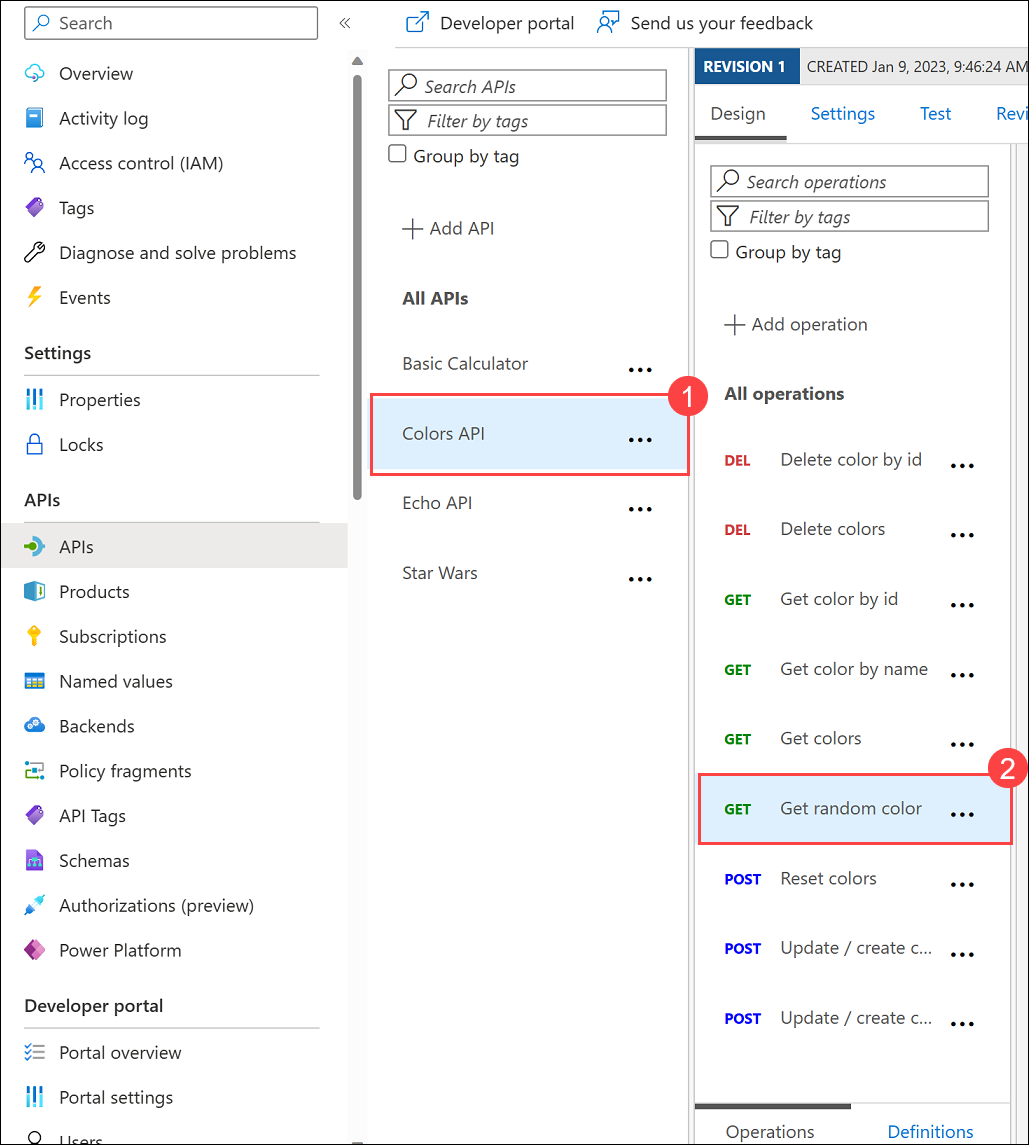 Search
«
Overview
Activity log
Access control (IAM)
Tags
Diagnose and solve problems
Events
Settings
Properties
Locks
APIs
APIs
Products
Subscriptions
Named values
Backends
Policy fragments
API Tags
Schemas
Authorizations (preview)
Power Platform
Developer portal
Portal overview
Portal settings
Users
Developer portal
Send us your feedback
Search APIs
Filter by tags
Group by tag
Add API
All APIs
Basic Calculator ...
1
Colors API ...
Echo API ...
Star Wars ...
REVISION 1 CREATED Jan 9, 2023, 9:46:24 AM
Design Settings Test Revi
Search operations
Filter by tags
Group by tag
Add operation
All operations
DEL Delete color by id ...
DEL Delete colors ...
GET Get color by id ...
GET Get color by name ...
GET Get colors ...
2
GET Get random color ...
POST Reset colors ...
POST Update / create c... ...
POST Update / create c... ...
Operations Definitions